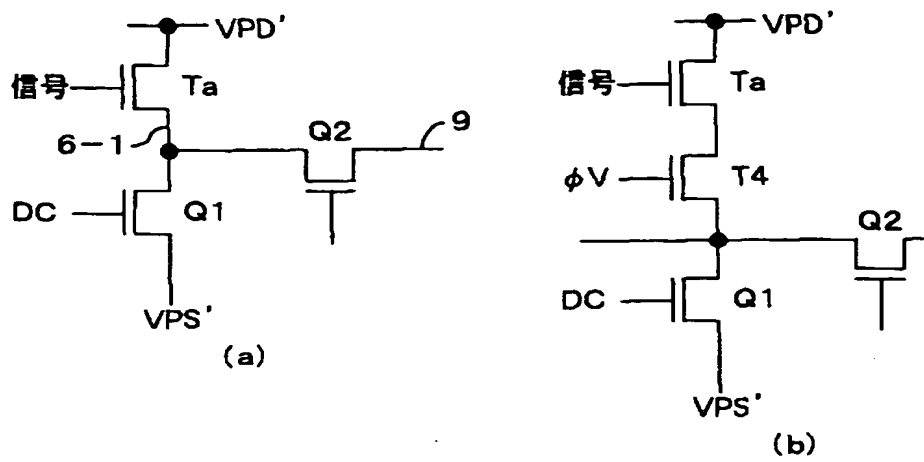 VPD'
信号
Ta
6-1
Q2
9
DC
Q1
VPS'
(a)
VPD'
信号
Ta
φV
T4
Q2
DC
Q1
VPS'
(b)